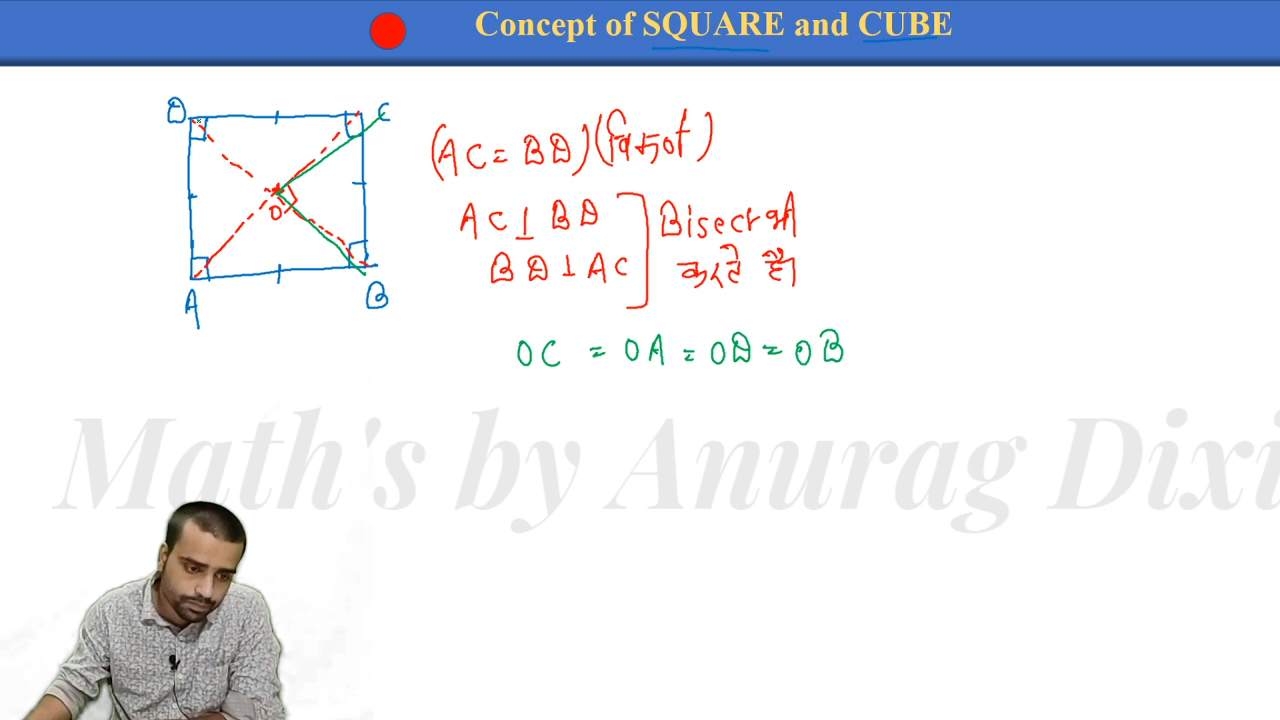 Concept of SQUARE and CUBE
D
C
O
A
B
(AC = BD) (विकर्ण)
AC ⊥ BD
BD ⊥ AC
Bisect भी
करते है।
OC = OA = OD = OB
Math's by Anurag Dixi